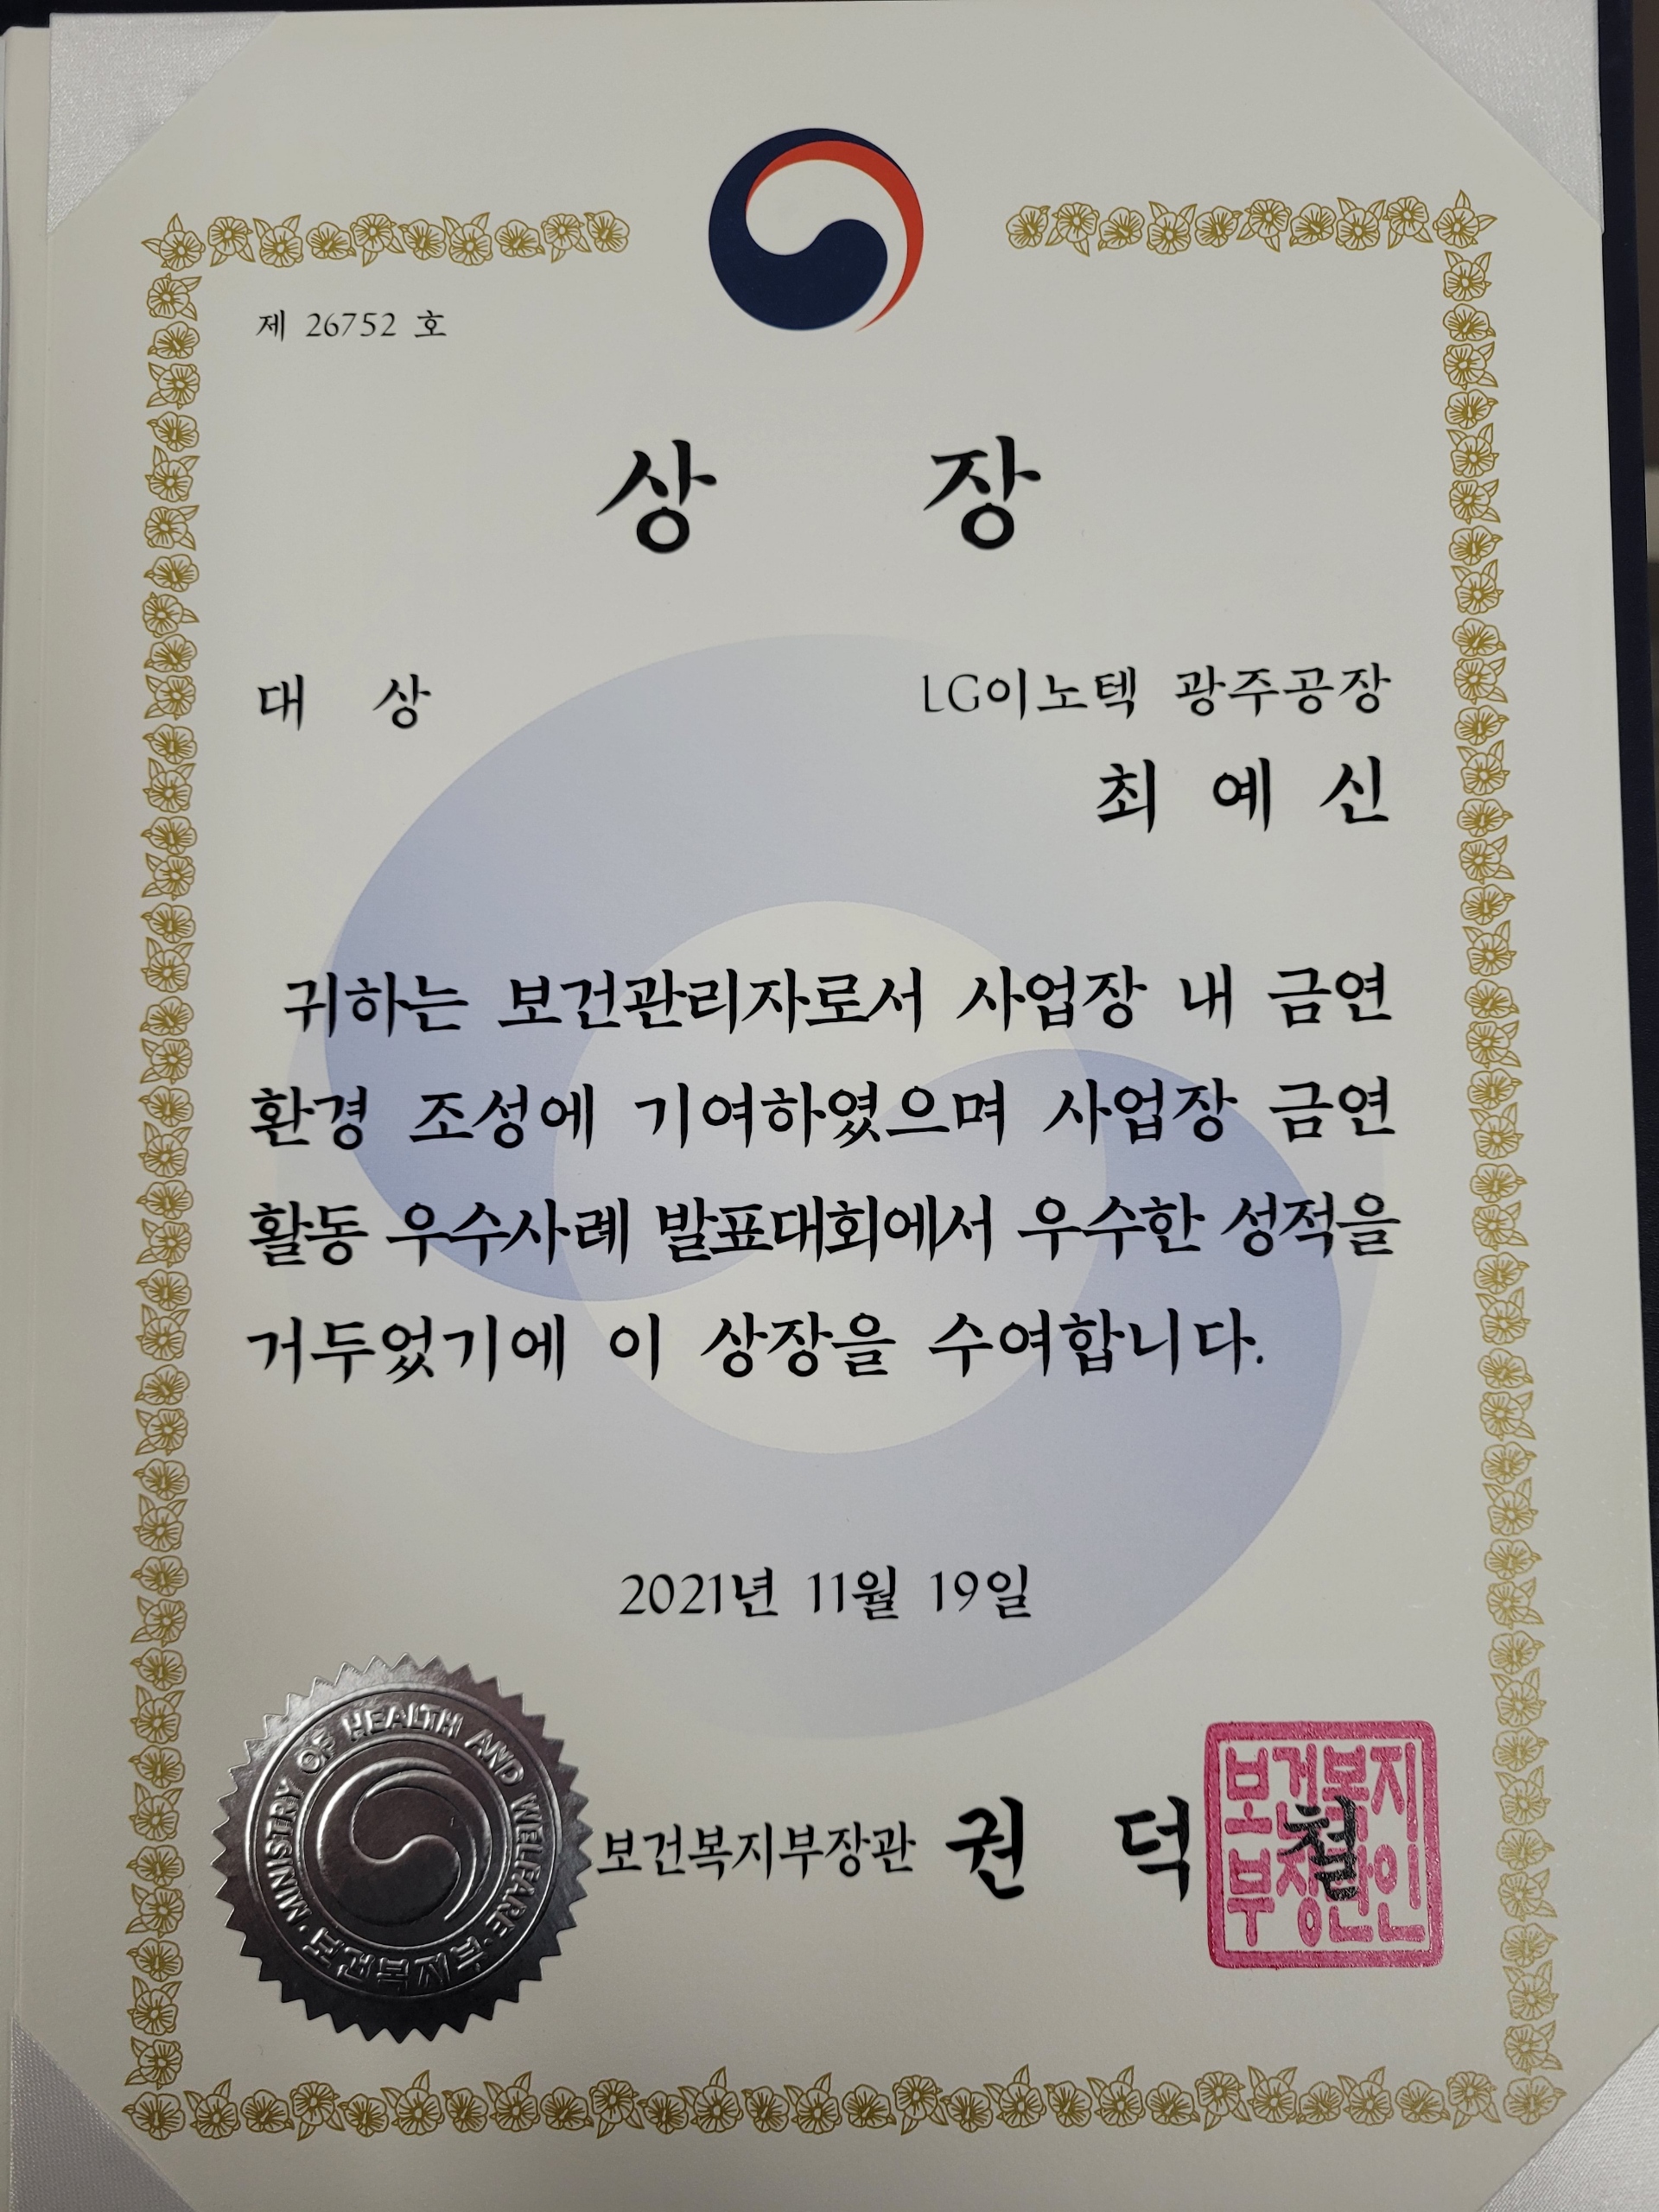 제 26752 호
상 장
대 상
LG이노텍 광주공장
최 예 신
귀하는 보건관리자로서 사업장 내 금연
환경 조성에 기여하였으며 사업장 금연
활동 우수사례 발표대회에서 우수한 성적을
거두었기에 이 상장을 수여합니다.
2021년 11월 19일
보건복지부장관 권 덕 철
보건복지
부장관인
MINISTRY OF HEALTH AND WELFARE
보건복지부